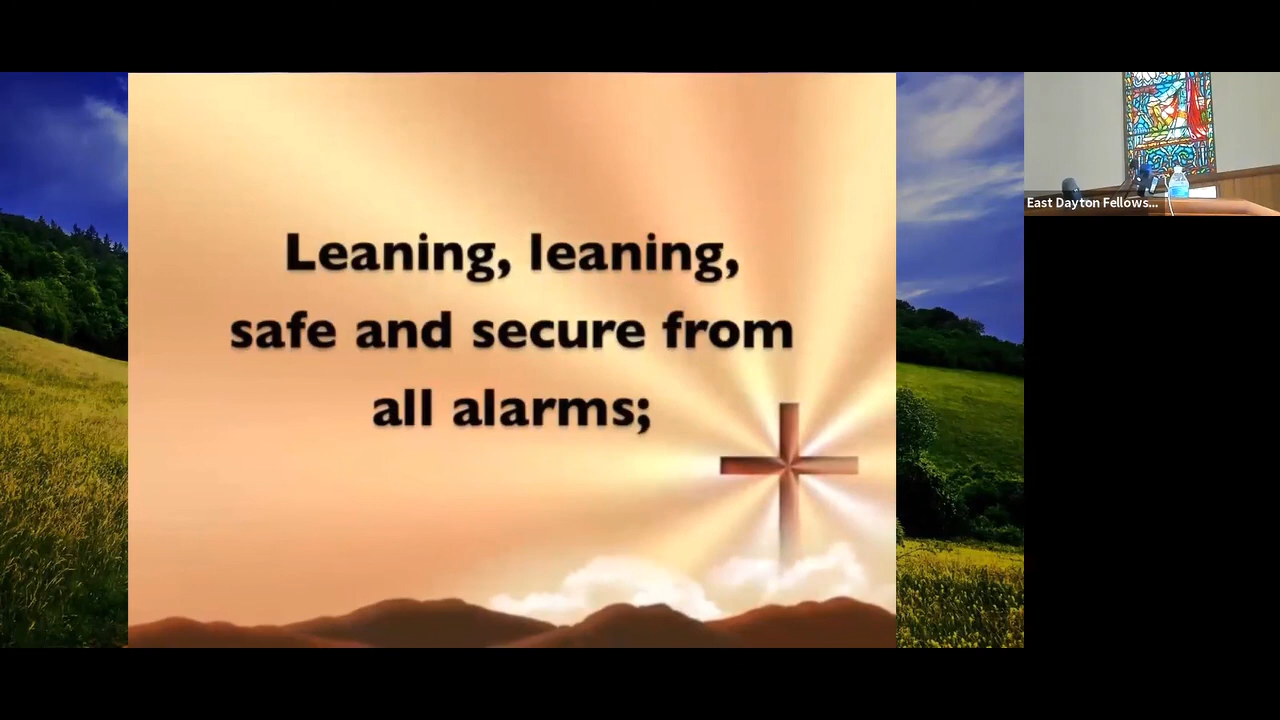 Leaning, leaning,
safe and secure from
all alarms;
East Dayton Fellows...